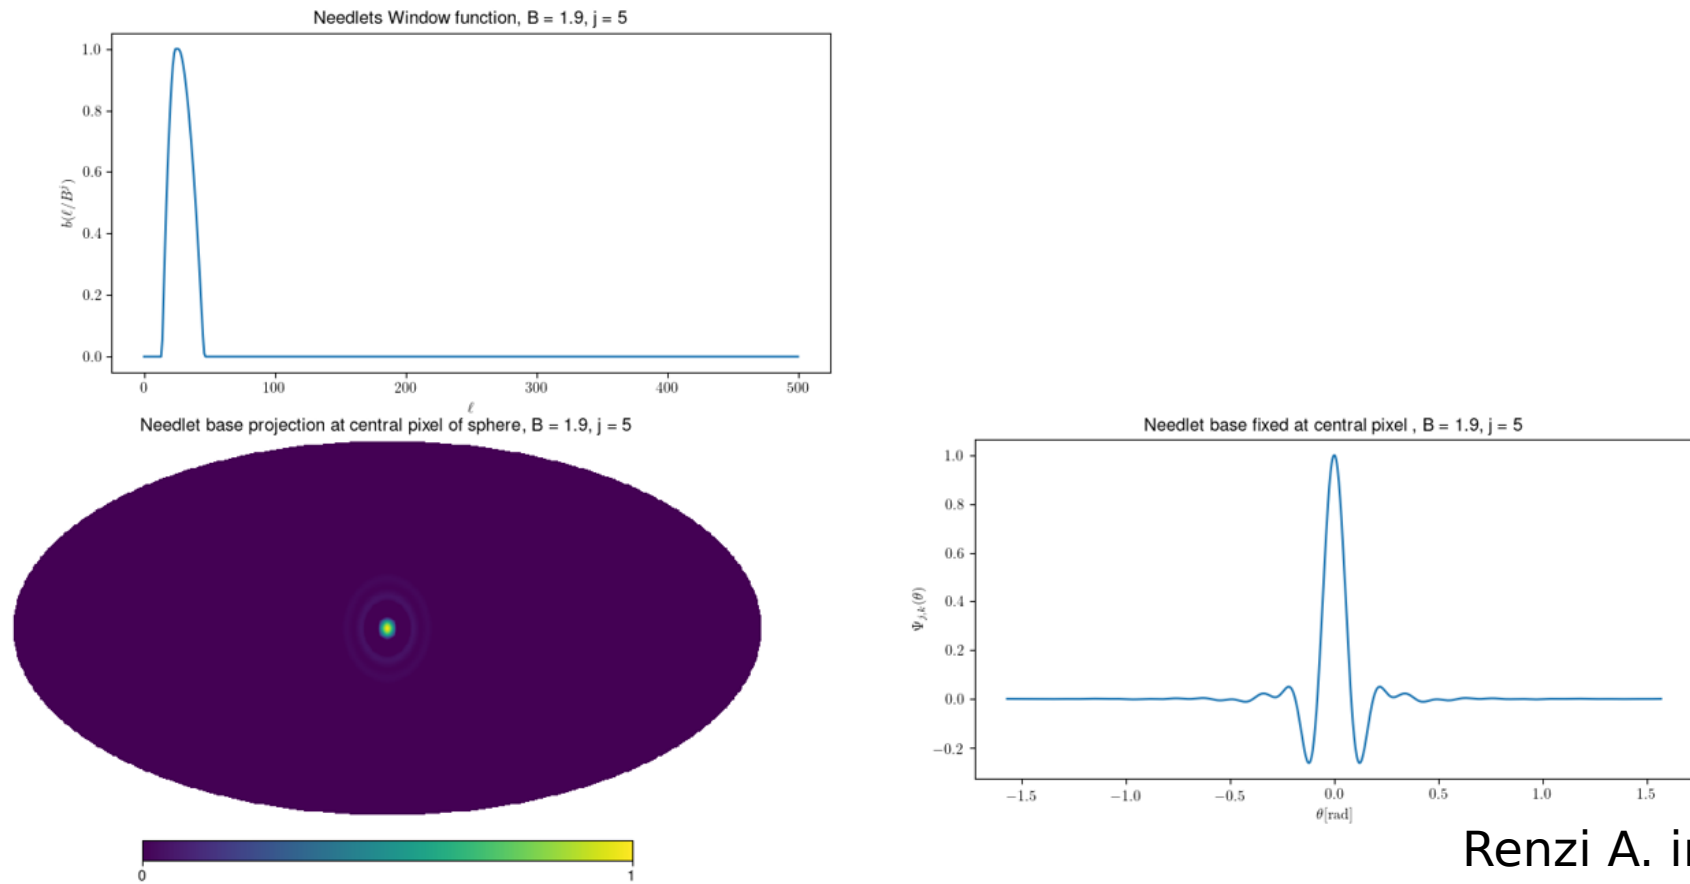 Needlets Window function, B = 1.9, j = 5
1.0
0.8
0.6
0.4
0.2
0.0
b(ℓ/B^j)
0 100 200 300 400 500
ℓ
Needlet base projection at central pixel of sphere, B = 1.9, j = 5
0 1
Needlet base fixed at central pixel , B = 1.9, j = 5
1.0
0.8
0.6
0.4
0.2
0.0
−0.2
Ψ_{j,k}(θ)
−1.5 −1.0 −0.5 0.0 0.5 1.0 1.5
θ[rad]
Renzi A.